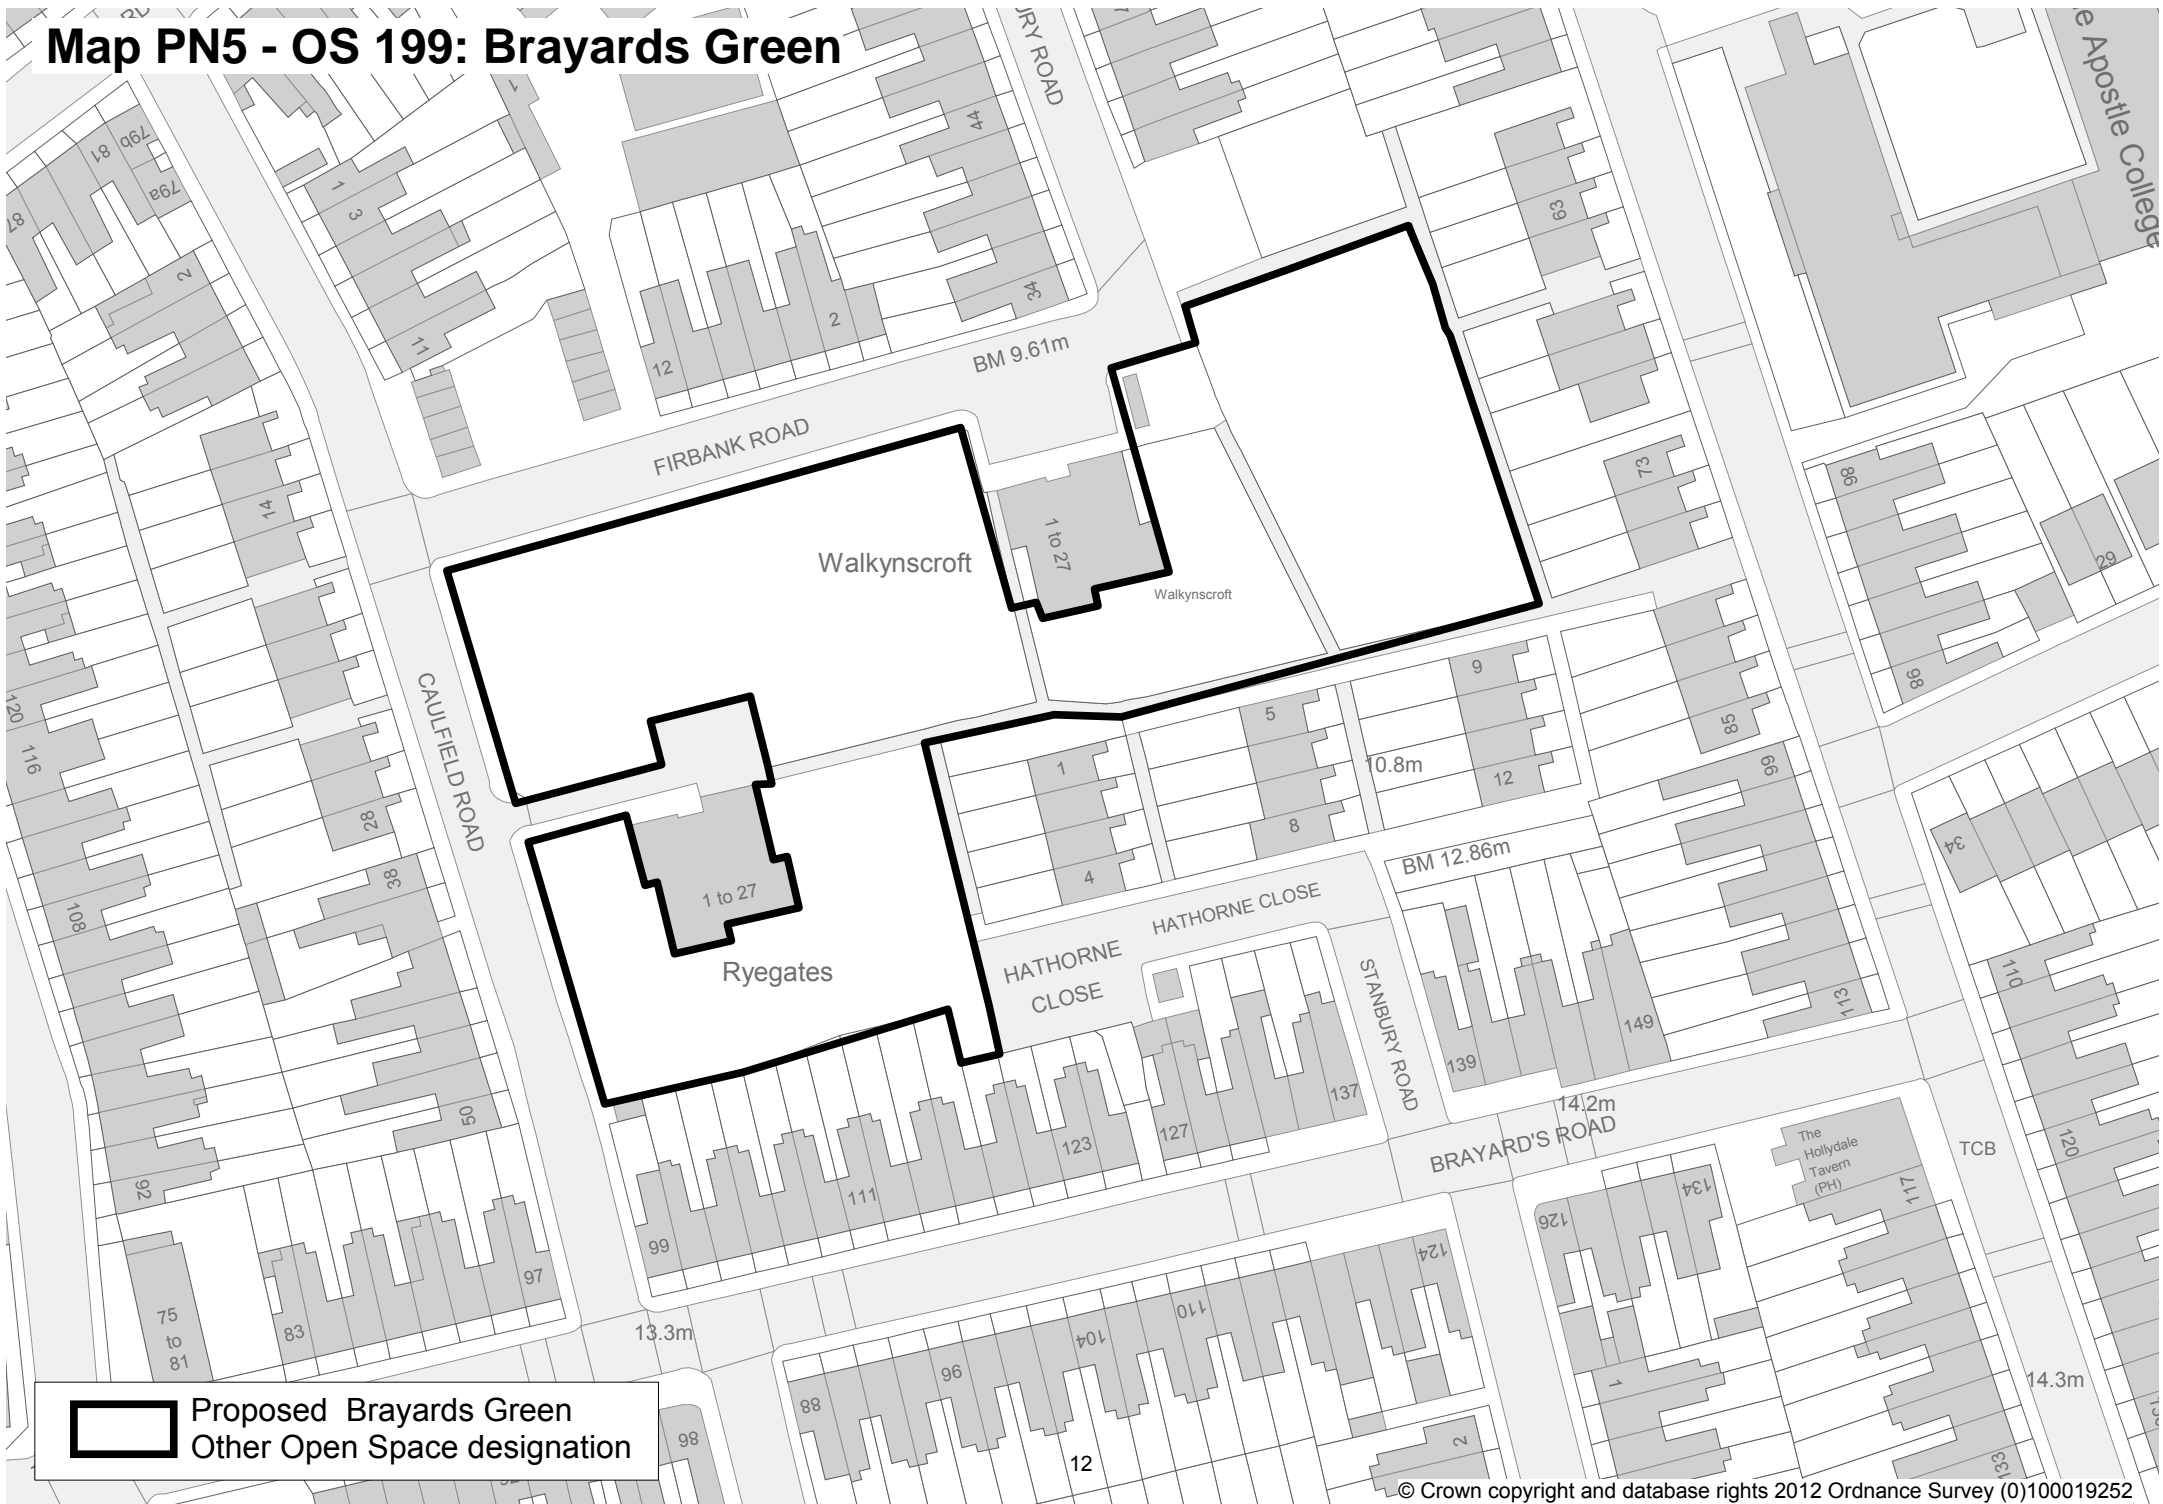 Map PN5 - OS 199: Brayards Green
URY ROAD
e Apostle College
79b
81
79a
87
1
3
11
1
2
44
34
2
12
63
BM 9.61m
FIRBANK ROAD
14
73
98
29
86
Walkynscroft
1 to 27
Walkynscroft
120
116
CAULFIELD ROAD
28
38
108
9
5
1
10.8m
12
8
4
85
99
34
BM 12.86m
1 to 27
Ryegates
HATHORNE CLOSE
HATHORNE
CLOSE
STANBURY ROAD
110
113
149
139
137
14.2m
BRAYARD'S ROAD
The
Hollydale
Tavern
(PH)
TCB
120
117
50
92
123
127
111
99
126
134
124
97
83
75
to
81
13.3m
110
104
96
88
98
1
2
14.3m
133
12
Proposed Brayards Green
Other Open Space designation
© Crown copyright and database rights 2012 Ordnance Survey (0)100019252